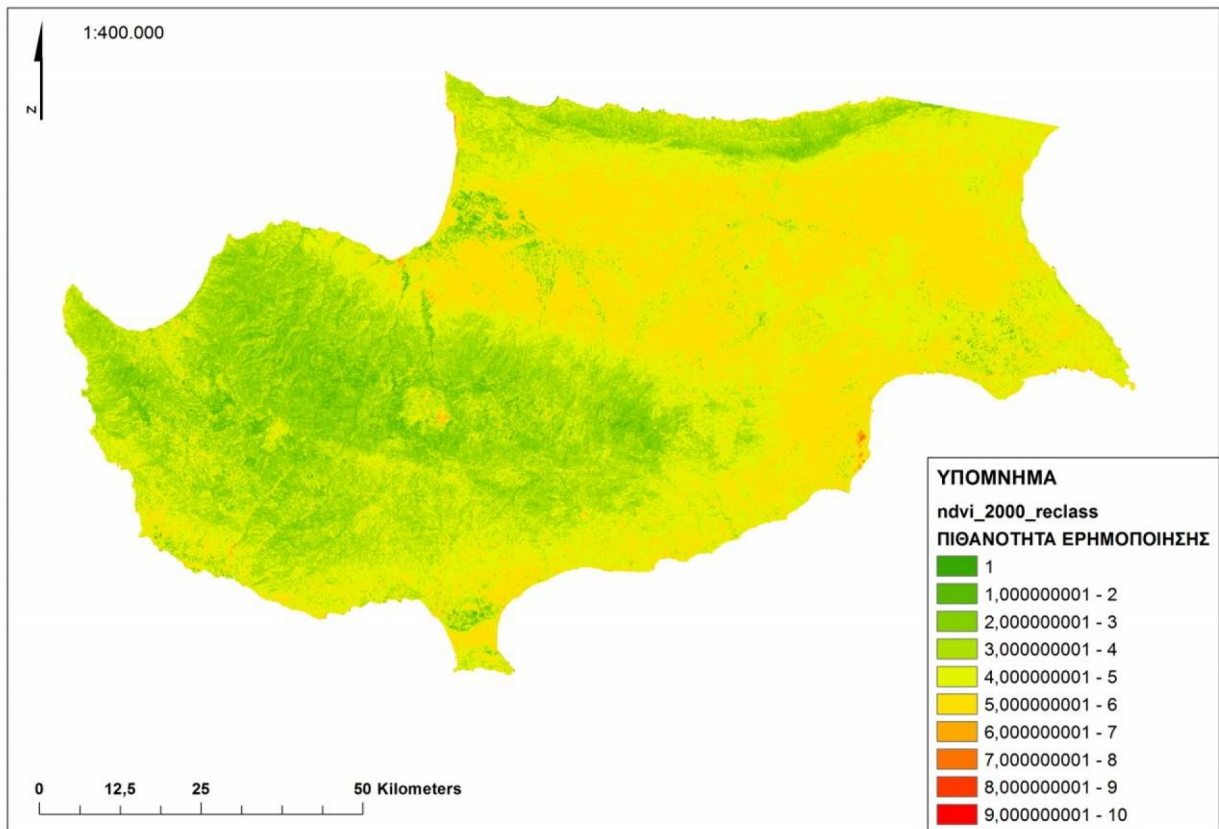 1:400.000
N
ΥΠΟΜΝΗΜΑ
ndvi_2000_reclass
ΠΙΘΑΝΟΤΗΤΑ ΕΡΗΜΟΠΟΙΗΣΗΣ
1
1,000000001 - 2
2,000000001 - 3
3,000000001 - 4
4,000000001 - 5
5,000000001 - 6
6,000000001 - 7
7,000000001 - 8
8,000000001 - 9
9,000000001 - 10
0 12,5 25 50 Kilometers